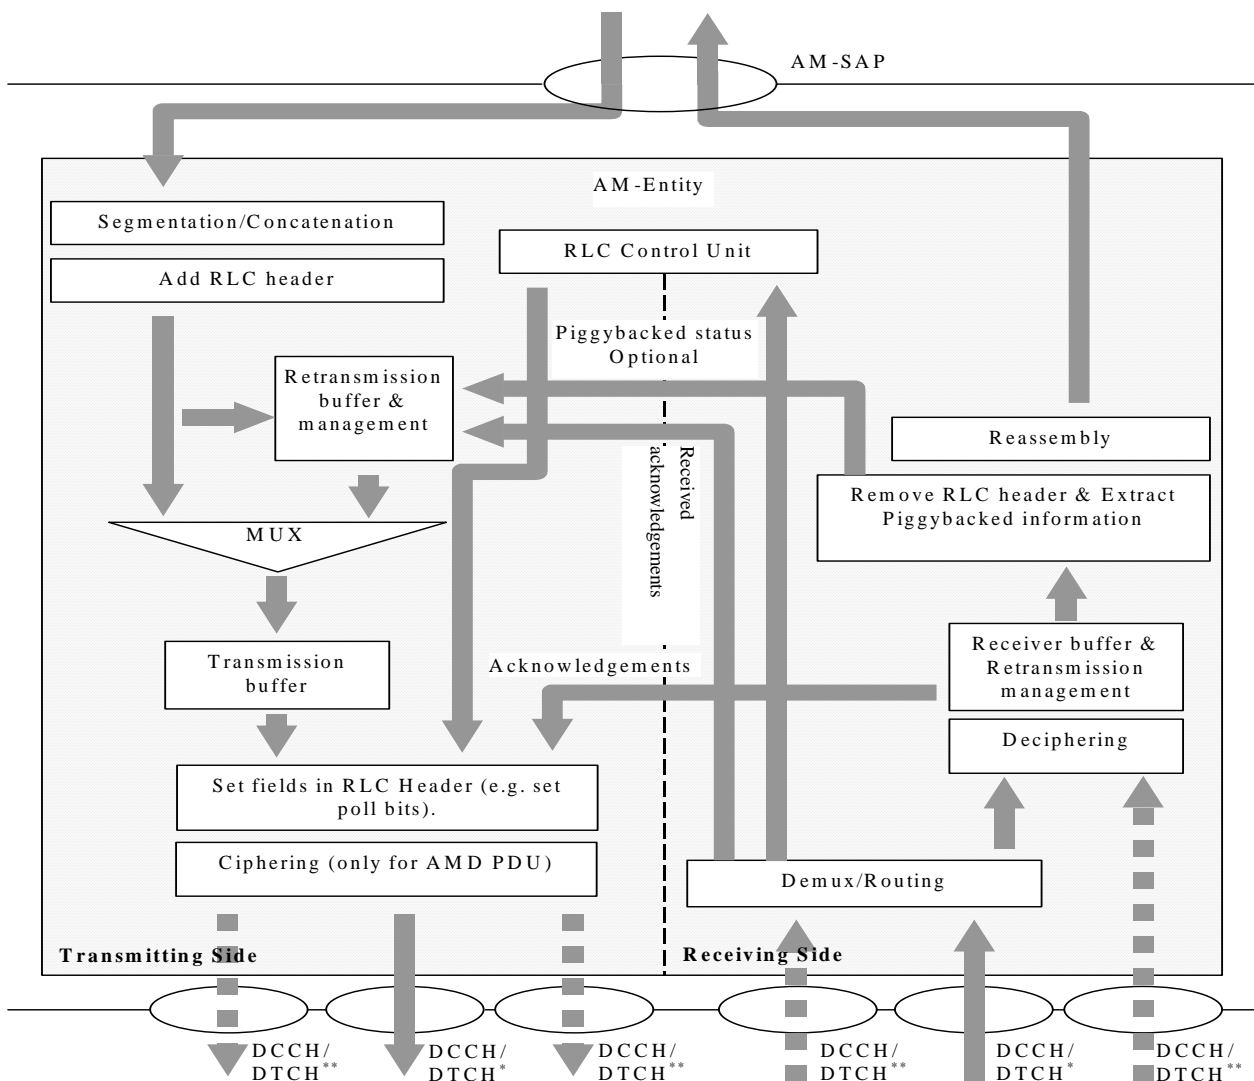 AM-SAP
AM-Entity
Segmentation/Concatenation
Add RLC header
RLC Control Unit
Piggybacked status
Optional
Retransmission
buffer &
management
Received
acknowledgements
Reassembly
Remove RLC header & Extract
Piggybacked information
MUX
Receiver buffer &
Retransmission
management
Transmission
buffer
Acknowledgements
Deciphering
Set fields in RLC Header (e.g. set
poll bits).
Ciphering (only for AMD PDU)
Demux/Routing
Transmitting Side
Receiving Side
DCCH/
DTCH**
DCCH/
DTCH*
DCCH/
DTCH**
DCCH/
DTCH**
DCCH/
DTCH*
DCCH/
DTCH**